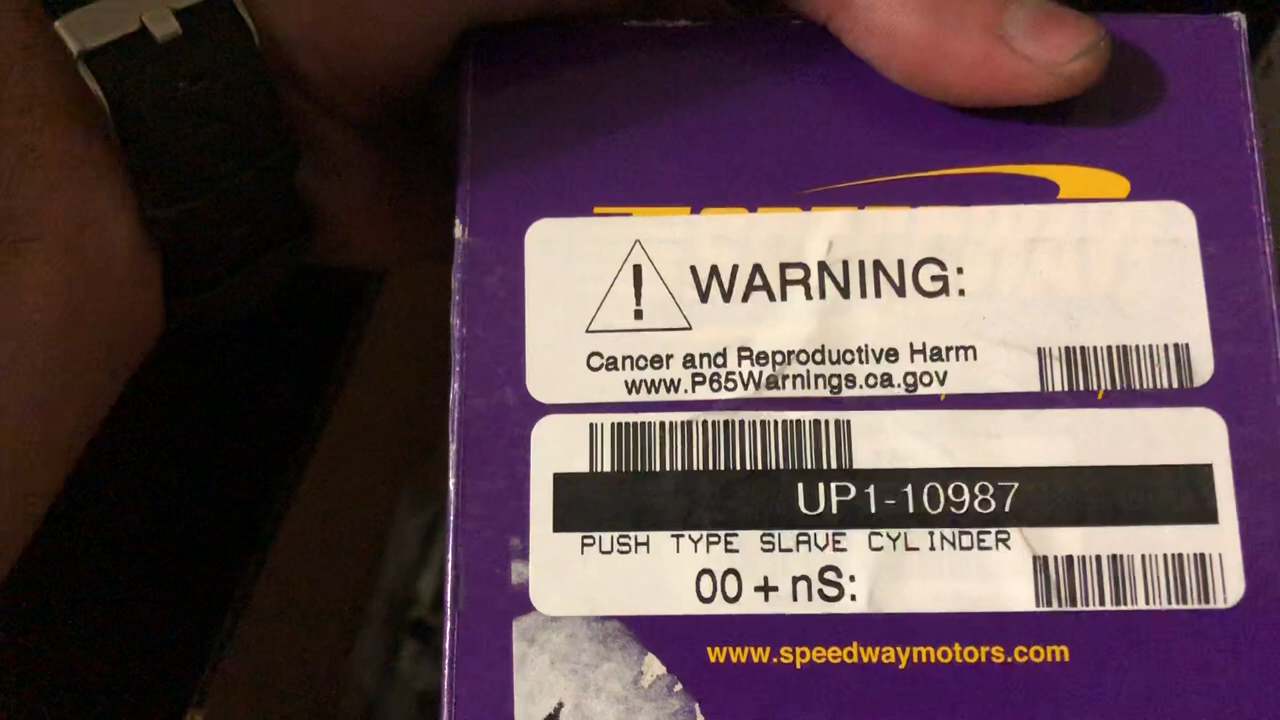 WARNING:
Cancer and Reproductive Harm
www.P65Warnings.ca.gov
UP1-10987
PUSH TYPE SLAVE CYLINDER
00+nS:
www.speedwaymotors.com